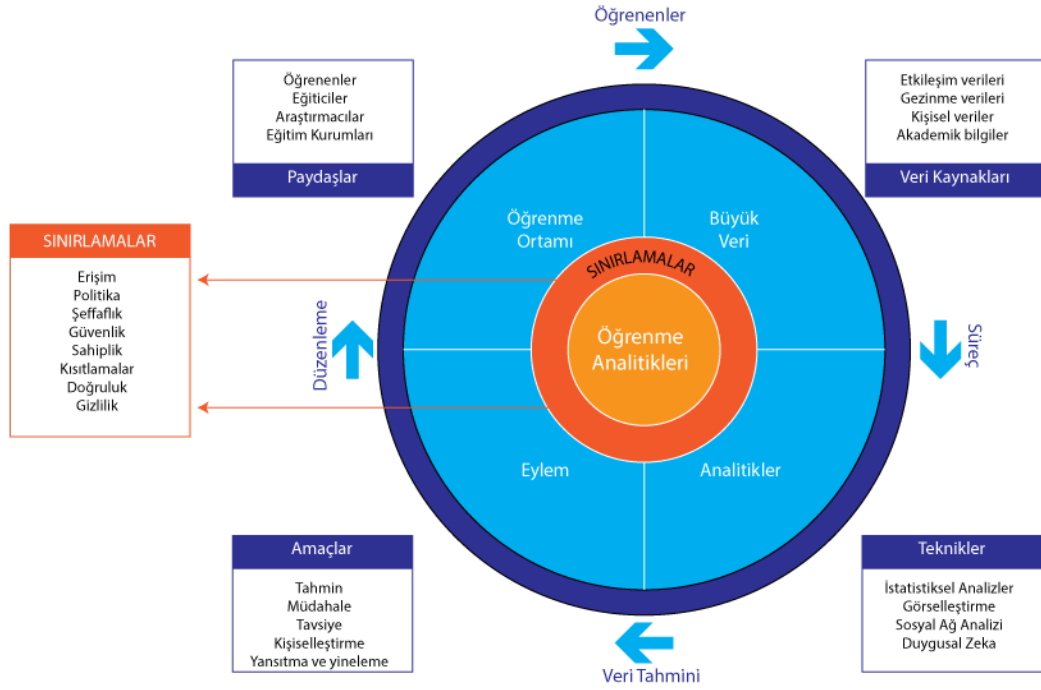 Öğrenenler
Öğrenenler
Eğiticiler
Araştırmacılar
Eğitim Kurumları
Paydaşlar
Etkileşim verileri
Gezinme verileri
Kişisel veriler
Akademik bilgiler
Veri Kaynakları
Öğrenme
Ortamı
Büyük
Veri
SINIRLAMALAR
Erişim
Politika
Şeffaflık
Güvenlik
Sahiplik
Kısıtlamalar
Doğruluk
Gizlilik
SINIRLAMALAR
Öğrenme
Analitikleri
Düzenleme
Süreç
Eylem
Analitikler
Amaçlar
Tahmin
Müdahale
Tavsiye
Kişiselleştirme
Yansıtma ve yineleme
Teknikler
İstatistiksel Analizler
Görselleştirme
Sosyal Ağ Analizi
Duygusal Zeka
Veri Tahmini